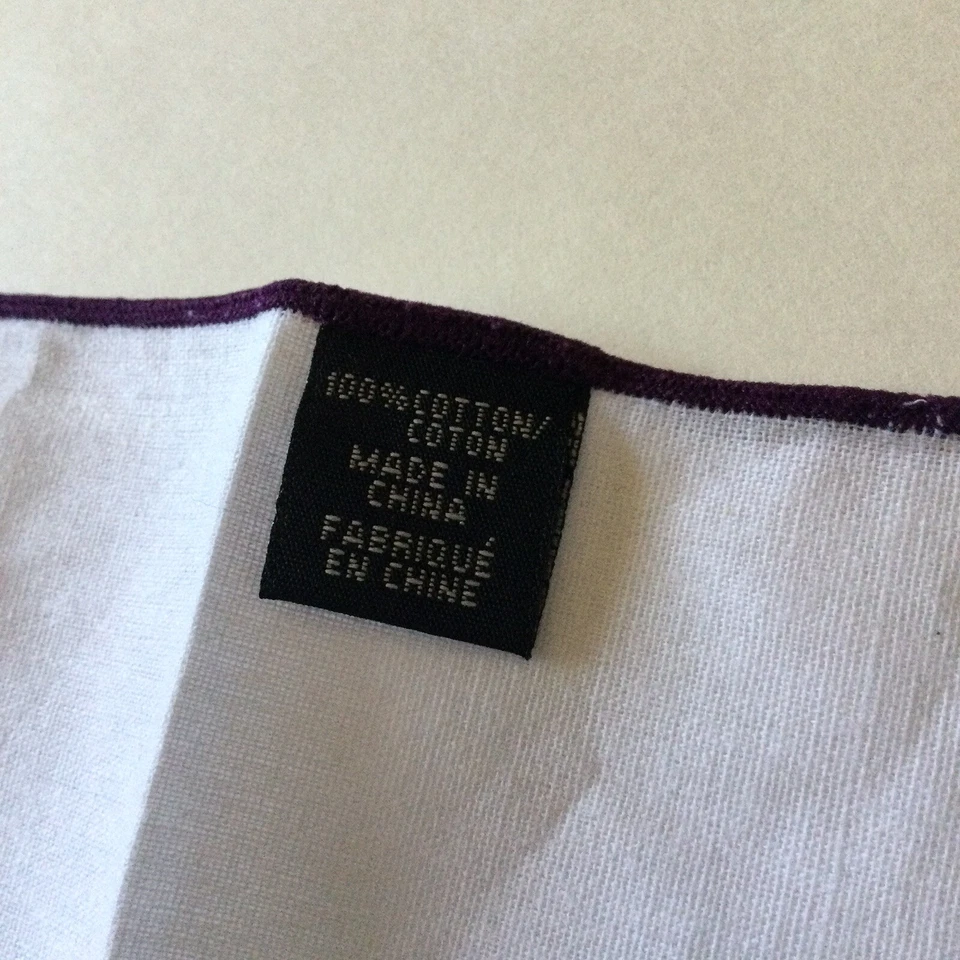 100% COTTON/
COTON
MADE IN
CHINA
FABRIQUÉ
EN CHINE